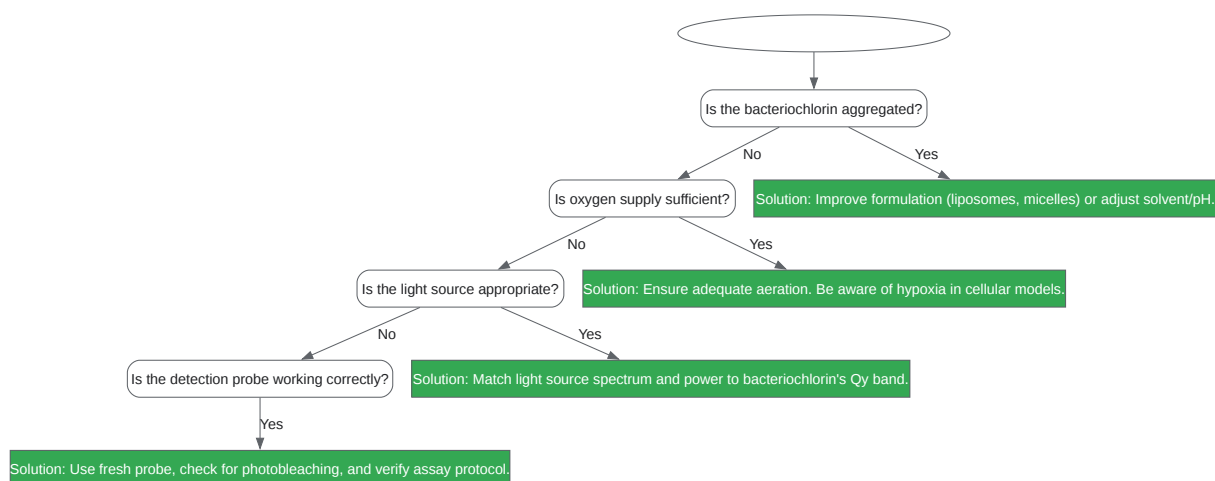 Is the bacteriochlorin aggregated?
No
Yes
Is oxygen supply sufficient?
Solution: Improve formulation (liposomes, micelles) or adjust solvent/pH.
No
Yes
Is the light source appropriate?
Solution: Ensure adequate aeration. Be aware of hypoxia in cellular models.
No
Yes
Is the detection probe working correctly?
Solution: Match light source spectrum and power to bacteriochlorin's Qy band.
Yes
Solution: Use fresh probe, check for photobleaching, and verify assay protocol.